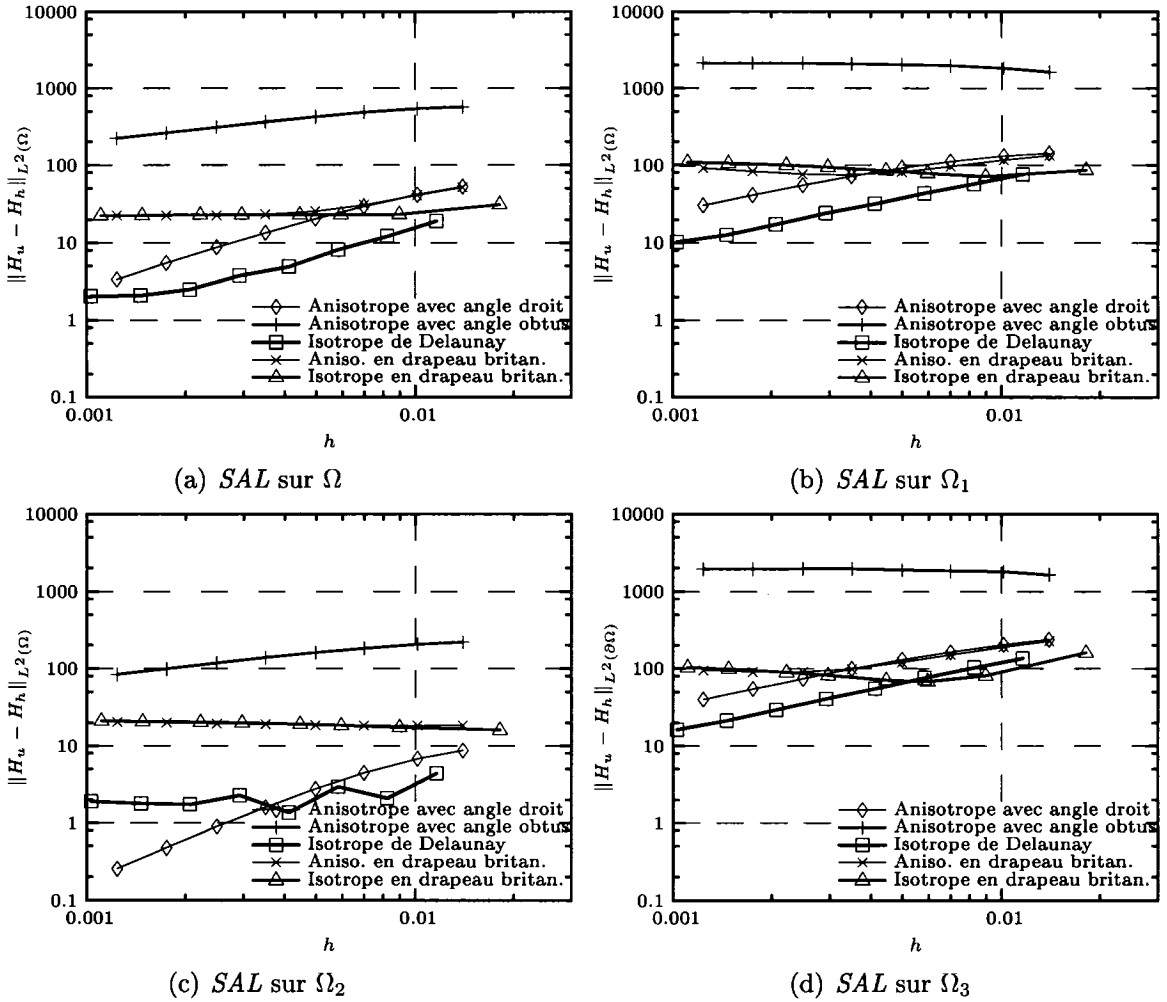 10000
1000
100
10
1
0.1
0.001
0.01
h
‖H_u − H_h‖_{L²(Ω)}
Anisotrope avec angle droit
Anisotrope avec angle obtus
Isotrope de Delaunay
Aniso. en drapeau britan.
Isotrope en drapeau britan.
(a) SAL sur Ω
10000
1000
100
10
1
0.1
0.001
0.01
h
‖H_u − H_h‖_{L²(Ω)}
Anisotrope avec angle droit
Anisotrope avec angle obtus
Isotrope de Delaunay
Aniso. en drapeau britan.
Isotrope en drapeau britan.
(b) SAL sur Ω₁
10000
1000
100
10
1
0.1
0.001
0.01
h
‖H_u − H_h‖_{L²(Ω)}
Anisotrope avec angle droit
Anisotrope avec angle obtus
Isotrope de Delaunay
Aniso. en drapeau britan.
Isotrope en drapeau britan.
(c) SAL sur Ω₂
10000
1000
100
10
1
0.1
0.001
0.01
h
‖H_u − H_h‖_{L²(∂Ω)}
Anisotrope avec angle droit
Anisotrope avec angle obtus
Isotrope de Delaunay
Aniso. en drapeau britan.
Isotrope en drapeau britan.
(d) SAL sur Ω₃